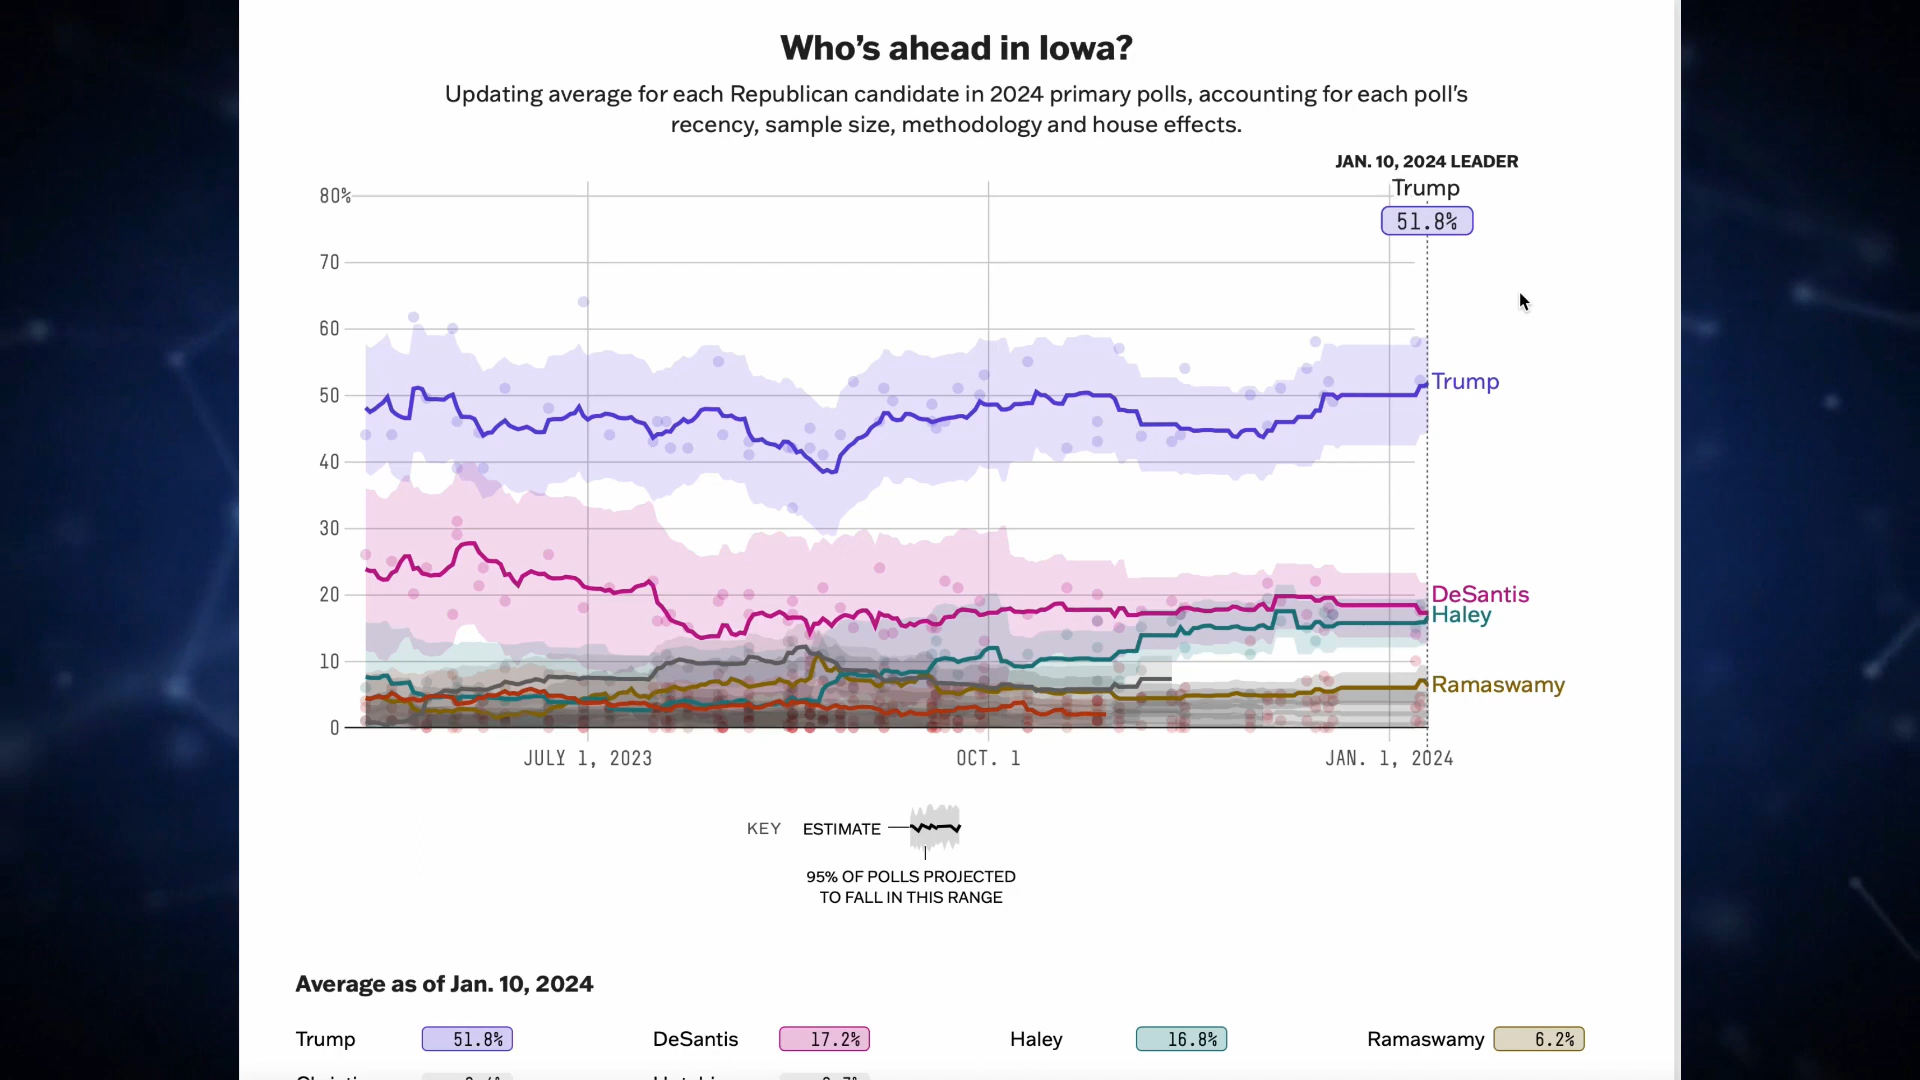 Who's ahead in Iowa?
Updating average for each Republican candidate in 2024 primary polls, accounting for each poll's
recency, sample size, methodology and house effects.
JAN. 10, 2024 LEADER
Trump
51.8%
80%
70
60
50
40
30
20
10
0
Trump
DeSantis
Haley
Ramaswamy
JULY 1, 2023
OCT. 1
JAN. 1, 2024
KEY ESTIMATE
95% OF POLLS PROJECTED
TO FALL IN THIS RANGE
Average as of Jan. 10, 2024
Trump 51.8% DeSantis 17.2% Haley 16.8% Ramaswamy 6.2%